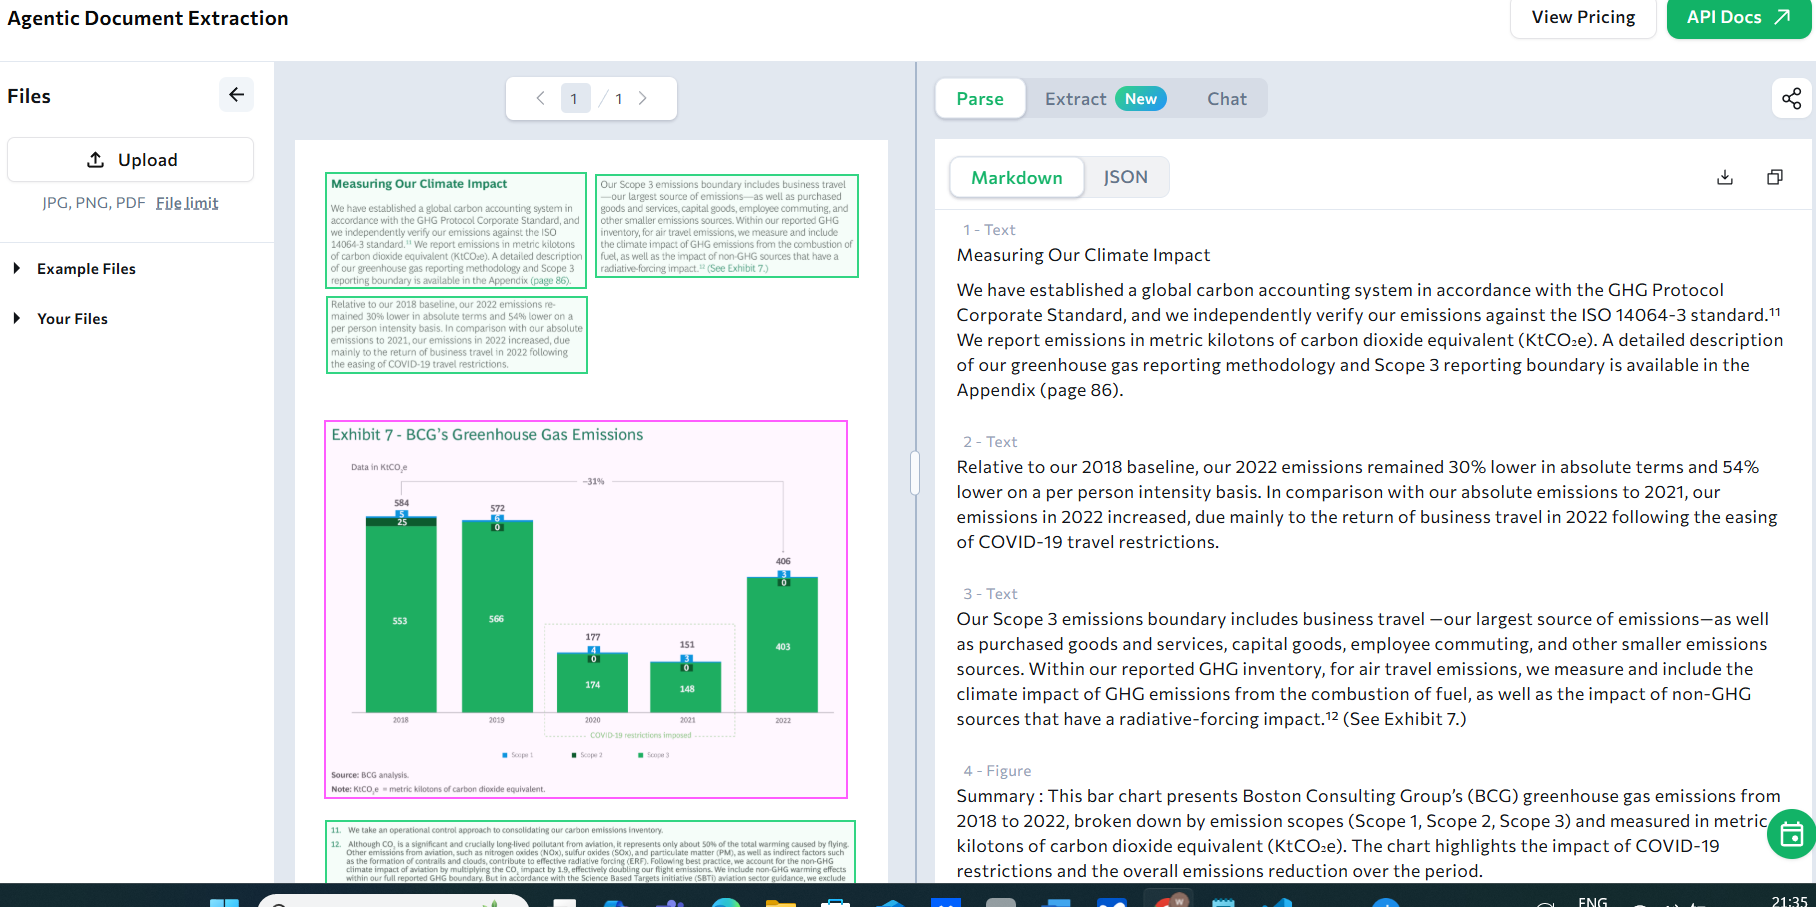 Agentic Document Extraction
View Pricing
API Docs
Files
Upload
JPG, PNG, PDF File limit
Example Files
Your Files
1 / 1
Measuring Our Climate Impact
We have established a global carbon accounting system in
accordance with the GHG Protocol Corporate Standard, and
we independently verify our emissions against the ISO
14064-3 standard.¹¹ We report emissions in metric kilotons
of carbon dioxide equivalent (KtCO₂e). A detailed description
of our greenhouse gas reporting methodology and Scope 3
reporting boundary is available in the Appendix (page 86).
Relative to our 2018 baseline, our 2022 emissions re-
mained 30% lower in absolute terms and 54% lower on a
per person intensity basis. In comparison with our absolute
emissions to 2021, our emissions in 2022 increased, due
mainly to the return of business travel in 2022 following
the easing of COVID-19 travel restrictions.
Our Scope 3 emissions boundary includes business travel
—our largest source of emissions—as well as purchased
goods and services, capital goods, employee commuting, and
other smaller emissions sources. Within our reported GHG
inventory, for air travel emissions, we measure and include
the climate impact of GHG emissions from the combustion of
fuel, as well as the impact of non-GHG sources that have a
radiative-forcing impact.¹² (See Exhibit 7.)
Exhibit 7 - BCG's Greenhouse Gas Emissions
Data in KtCO₂e
–31%
584
5
25
553
572
6
0
566
177
4
0
174
151
3
0
148
406
3
0
403
2018 2019 2020 2021 2022
COVID-19 restrictions imposed
Scope 1 Scope 2 Scope 3
Source: BCG analysis.
Note: KtCO₂e = metric kilotons of carbon dioxide equivalent.
11. We take an operational control approach to consolidating our carbon emissions inventory.
12. Although CO₂ is a significant and crucially long-lived pollutant from aviation, it represents only about 50% of the total warming caused by flying.
Other emissions from aviation, such as nitrogen oxides (NOx), sulfur oxides (SOx), and particulate matter (PM), as well as indirect factors such
as the formation of contrails and clouds, contribute to effective radiative forcing (ERF). Following best practice, we account for the non-GHG
climate impact of aviation by multiplying the CO₂ impact by 1.9, effectively doubling our flight emissions. We include non-GHG warming effects
within our full reported GHG boundary. But in accordance with the Science Based Targets initiative (SBTi) aviation sector guidance, we exclude
Parse
Extract New
Chat
Markdown
JSON
1 - Text
Measuring Our Climate Impact
We have established a global carbon accounting system in accordance with the GHG Protocol
Corporate Standard, and we independently verify our emissions against the ISO 14064-3 standard.¹¹
We report emissions in metric kilotons of carbon dioxide equivalent (KtCO₂e). A detailed description
of our greenhouse gas reporting methodology and Scope 3 reporting boundary is available in the
Appendix (page 86).
2 - Text
Relative to our 2018 baseline, our 2022 emissions remained 30% lower in absolute terms and 54%
lower on a per person intensity basis. In comparison with our absolute emissions to 2021, our
emissions in 2022 increased, due mainly to the return of business travel in 2022 following the easing
of COVID-19 travel restrictions.
3 - Text
Our Scope 3 emissions boundary includes business travel —our largest source of emissions—as well
as purchased goods and services, capital goods, employee commuting, and other smaller emissions
sources. Within our reported GHG inventory, for air travel emissions, we measure and include the
climate impact of GHG emissions from the combustion of fuel, as well as the impact of non-GHG
sources that have a radiative-forcing impact.¹² (See Exhibit 7.)
4 - Figure
Summary : This bar chart presents Boston Consulting Group's (BCG) greenhouse gas emissions from
2018 to 2022, broken down by emission scopes (Scope 1, Scope 2, Scope 3) and measured in metric
kilotons of carbon dioxide equivalent (KtCO₂e). The chart highlights the impact of COVID-19
restrictions and the overall emissions reduction over the period.
W
ENG
21:35